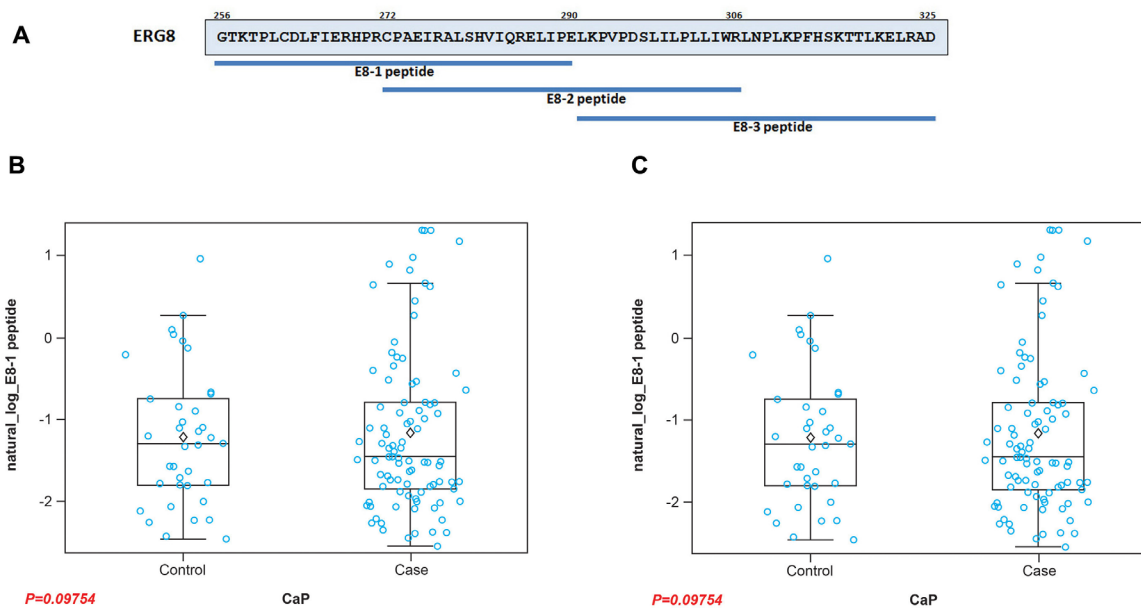 A
ERG8
256 272 290 306 325
GTKTPLCDLFIERHPRCPAEIRALSHVIQRELIPELKPVPDSLILPLLIWRLNPLKPFHSKTTLKELRAD
E8-1 peptide
E8-2 peptide
E8-3 peptide
B
natural_log_E8-1 peptide
1
0
-1
-2
Control Case
P=0.09754 CaP
C
natural_log_E8-1 peptide
1
0
-1
-2
Control Case
P=0.09754 CaP